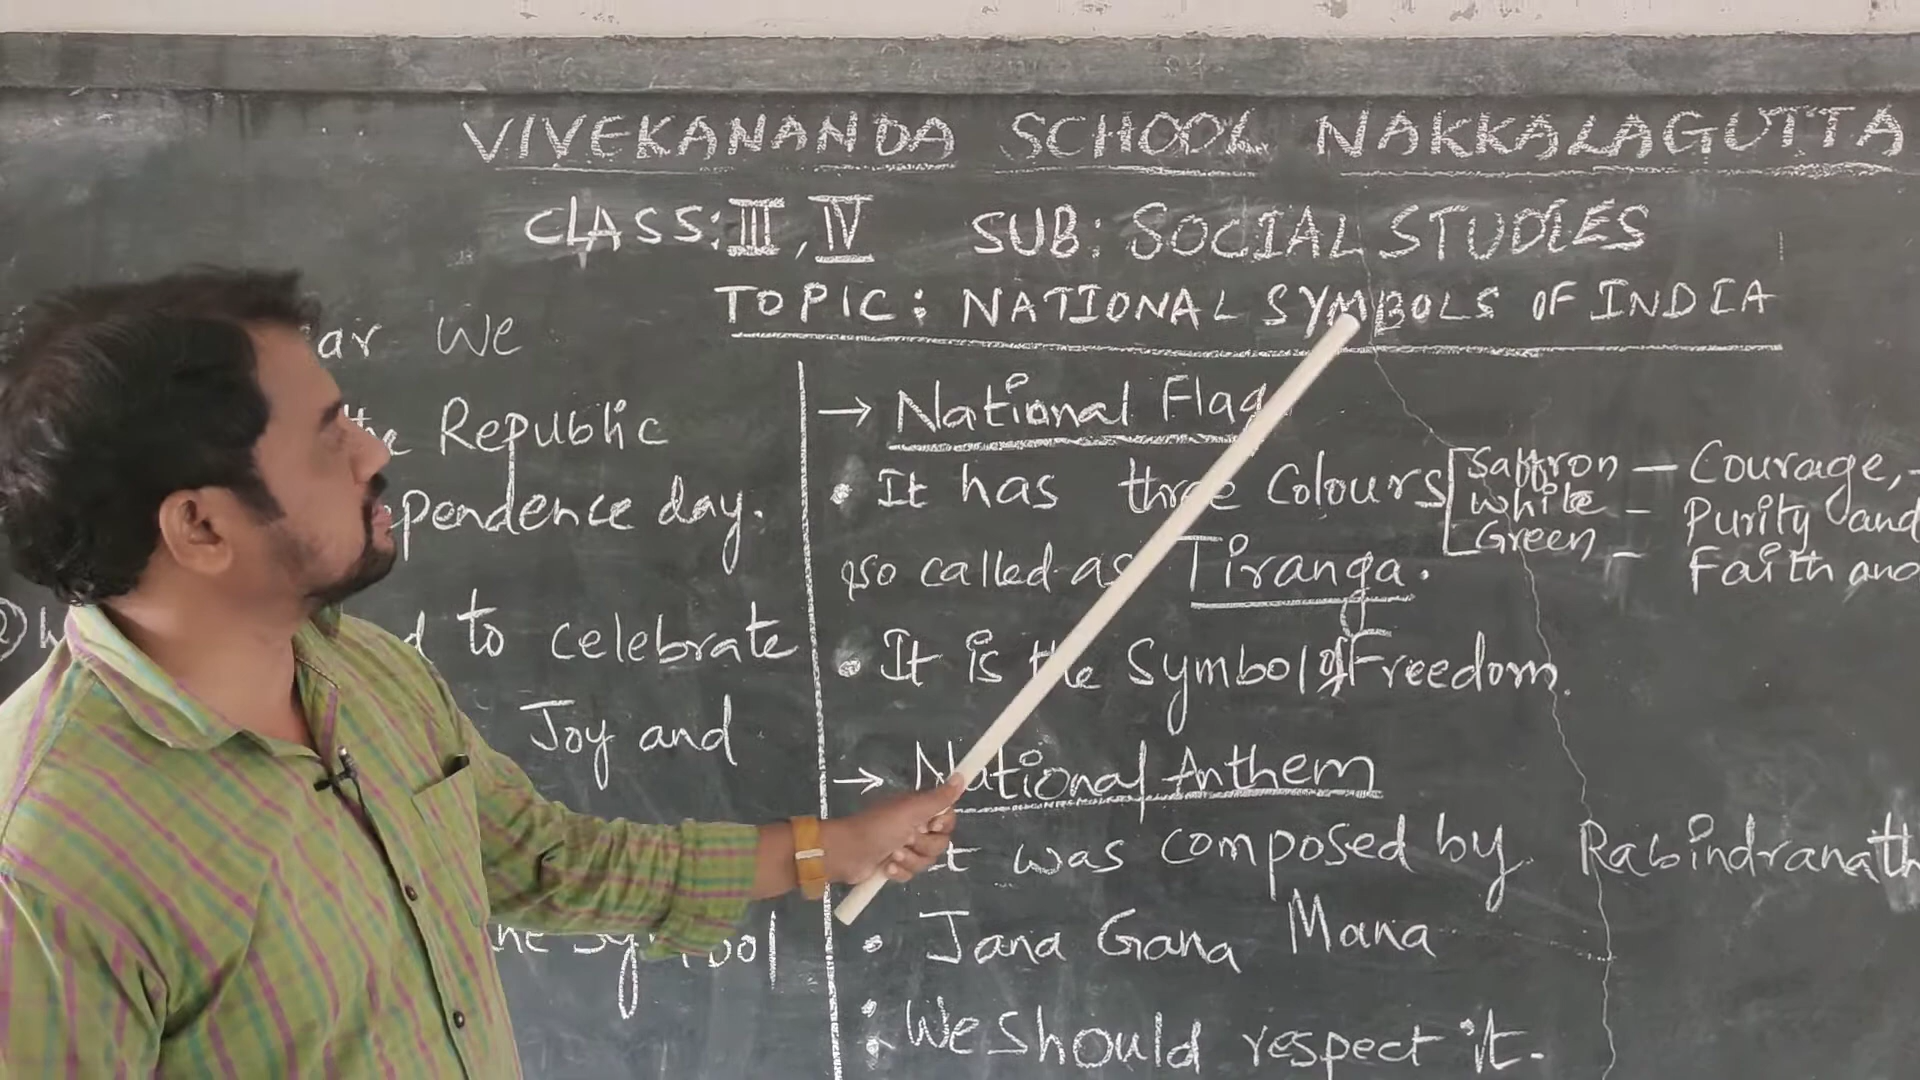 VIVEKANANDA SCHOOL NAKKALAGUTTA
CLASS: III, IV SUB: SOCIAL STUDIES
TOPIC: NATIONAL SYMBOLS OF INDIA
We
the Republic
day.
to celebrate
Joy and
→ National Flag
• It has three Colours
Saffron — Courage,
White – Purity and
Green – Faith and
so called as Tiranga.
• It is the Symbol of Freedom.
→ National Anthem
It was composed by Rabindranath
• Jana Gana Mana
: We should respect it.